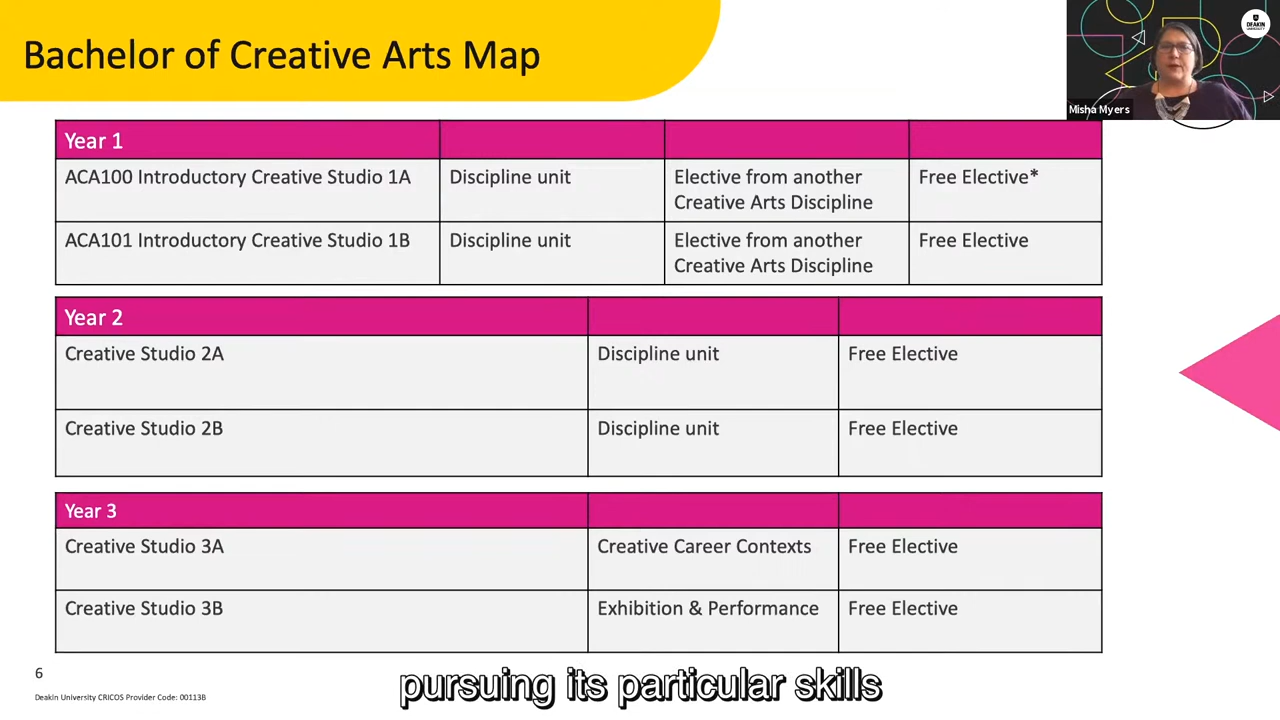 Bachelor of Creative Arts Map
DEAKIN
UNIVERSITY
Misha Myers
Year 1
ACA100 Introductory Creative Studio 1A
Discipline unit
Elective from another
Creative Arts Discipline
Free Elective*
ACA101 Introductory Creative Studio 1B
Discipline unit
Elective from another
Creative Arts Discipline
Free Elective
Year 2
Creative Studio 2A
Discipline unit
Free Elective
Creative Studio 2B
Discipline unit
Free Elective
Year 3
Creative Studio 3A
Creative Career Contexts
Free Elective
Creative Studio 3B
Exhibition & Performance
Free Elective
6
Deakin University CRICOS Provider Code: 00113B
pursuing its particular skills